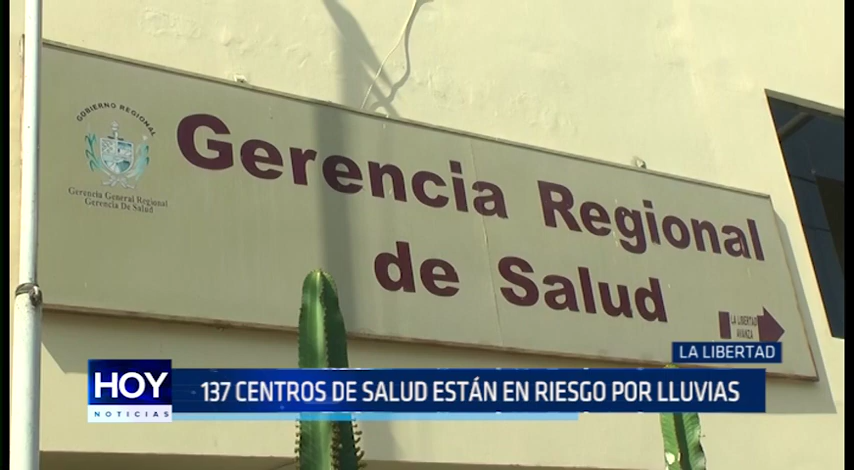 GOBIERNO REGIONAL
Gerencia General Regional
Gerencia De Salud
Gerencia Regional
de Salud
LA LIBERTAD
AVANZA
LA LIBERTAD
HOY
NOTICIAS
137 CENTROS DE SALUD ESTÁN EN RIESGO POR LLUVIAS